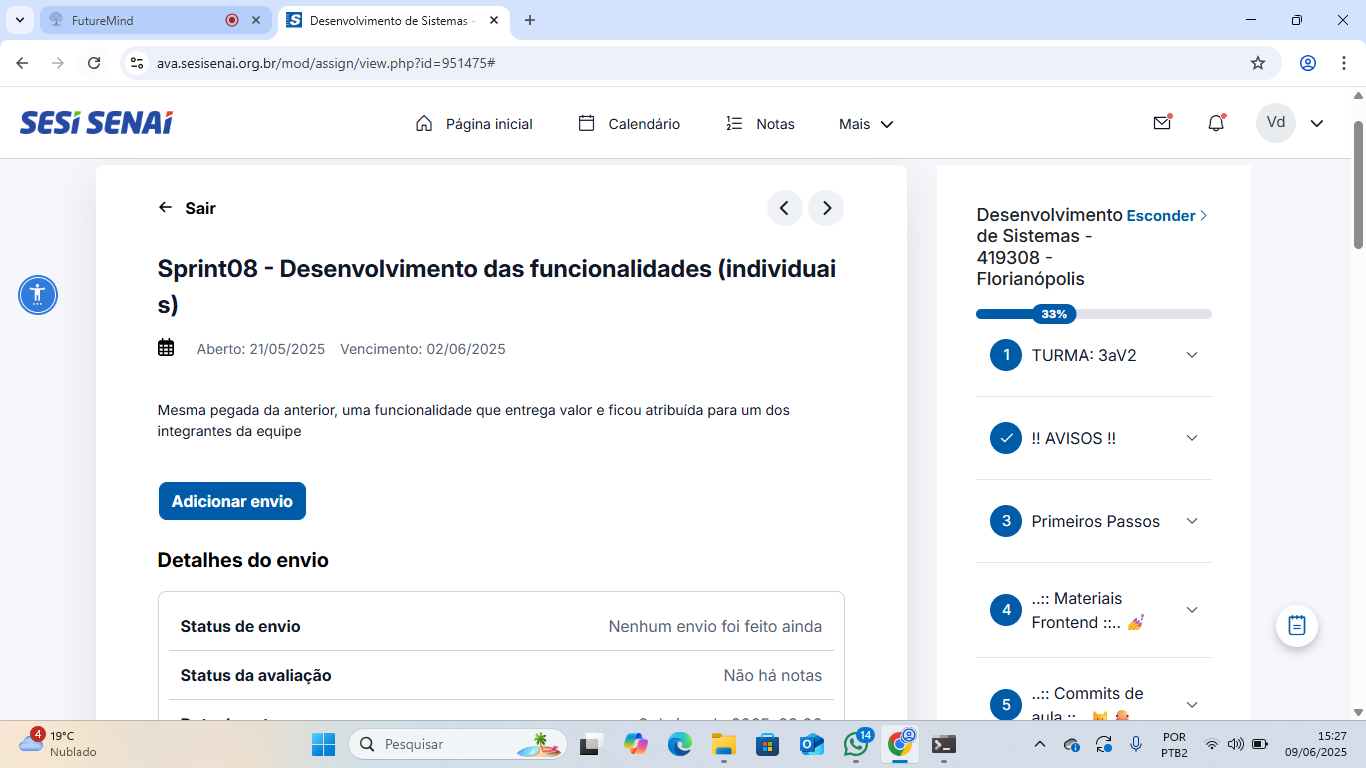 FutureMind
Desenvolvimento de Sistemas -
ava.sesisenai.org.br/mod/assign/view.php?id=951475#
SESI SENAI
Página inicial
Calendário
Notas
Mais
Vd
Sair
Sprint08 - Desenvolvimento das funcionalidades (individuai
s)
Aberto: 21/05/2025 Vencimento: 02/06/2025
Mesma pegada da anterior, uma funcionalidade que entrega valor e ficou atribuída para um dos
integrantes da equipe
Adicionar envio
Detalhes do envio
Status de envio Nenhum envio foi feito ainda
Status da avaliação Não há notas
Desenvolvimento Esconder
de Sistemas -
419308 -
Florianópolis
33%
1 TURMA: 3aV2
!! AVISOS !!
3 Primeiros Passos
4 ..:: Materiais
Frontend ::.. 💅
5 ..:: Commits de
aula ::..
4
19°C
Nublado
Pesquisar
14
POR
PTB2
15:27
09/06/2025